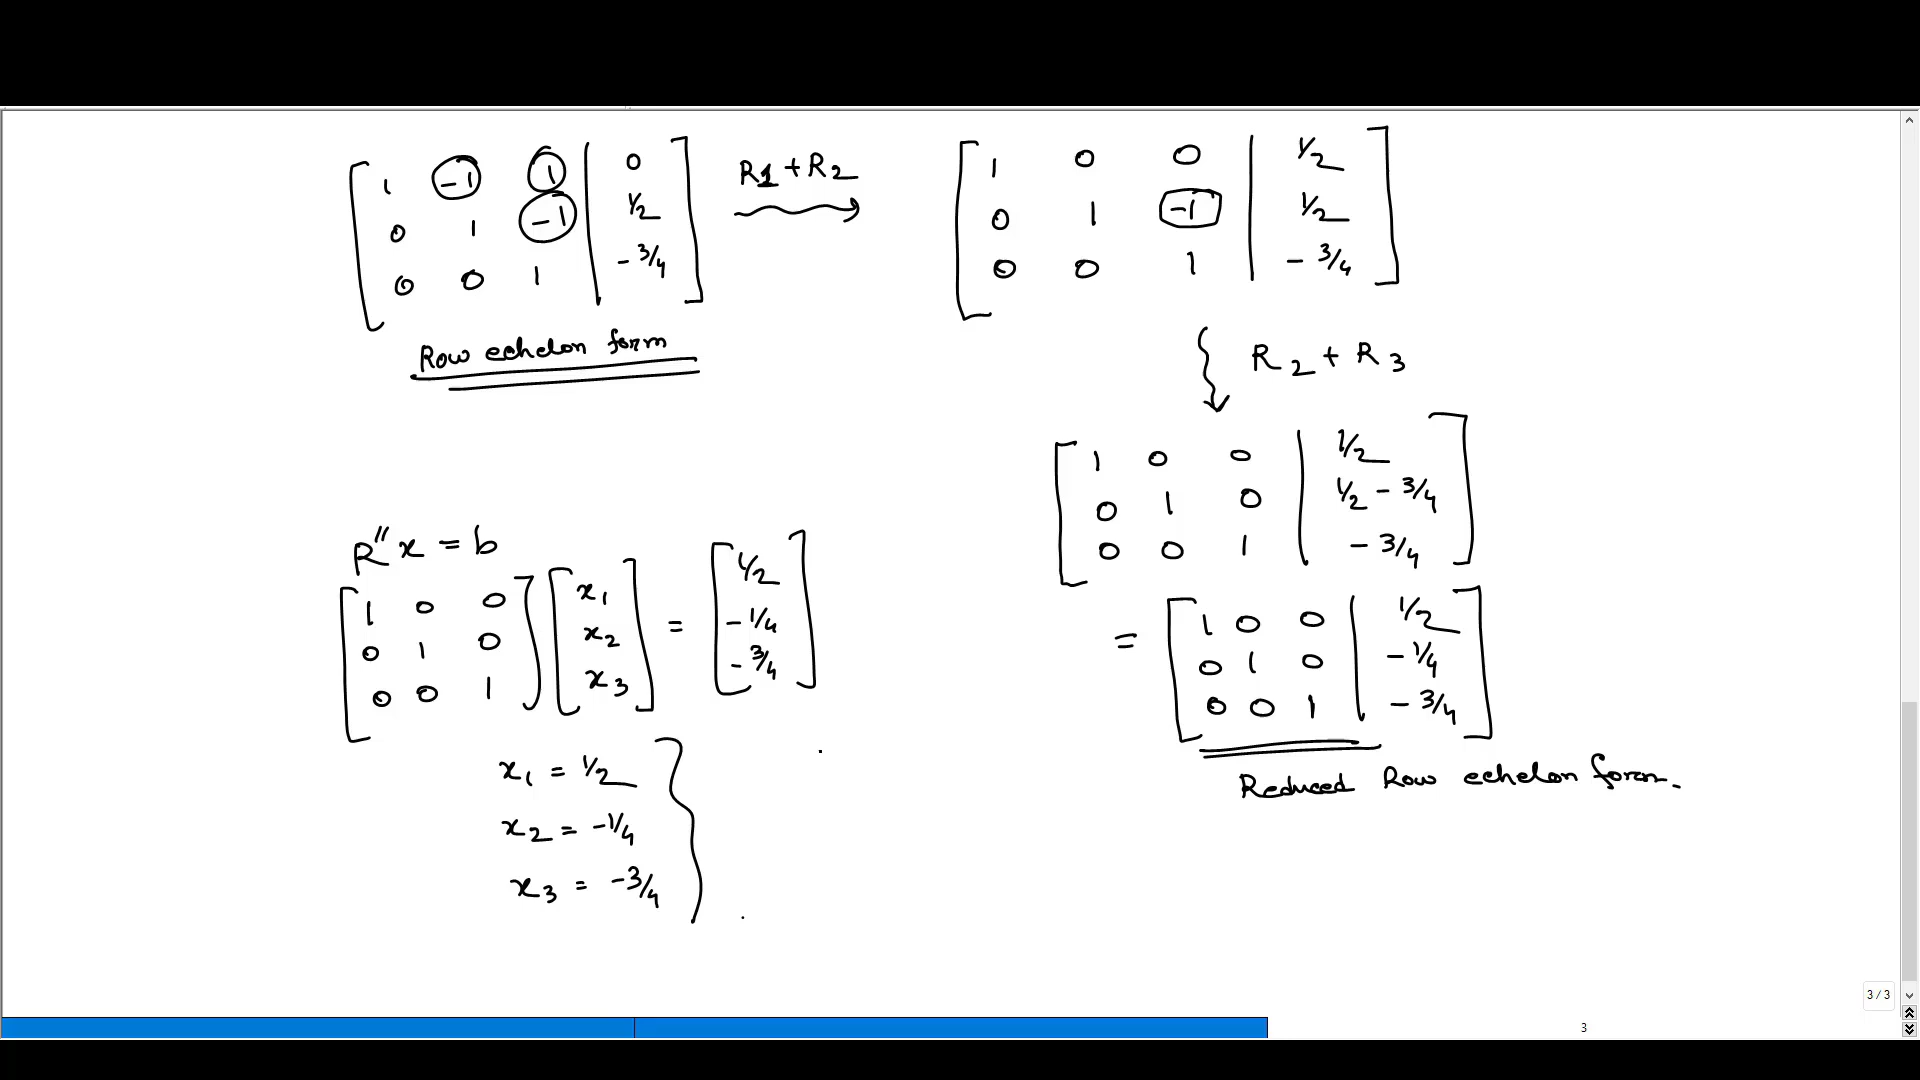 1 -1 1 | 0
0 1 -1 | 1/2
0 0 1 | -3/4
Row echelon form
R1 + R2
1 0 0 | 1/2
0 1 -1 | 1/2
0 0 1 | -3/4
R2 + R3
1 0 0 | 1/2
0 1 0 | 1/2 - 3/4
0 0 1 | -3/4
= 1 0 0 | 1/2
0 1 0 | -1/4
0 0 1 | -3/4
Reduced Row echelon form.
R'' x = b
1 0 0 x1 1/2
0 1 0 x2 = -1/4
0 0 1 x3 -3/4
x1 = 1/2
x2 = -1/4
x3 = -3/4
3 / 3
3